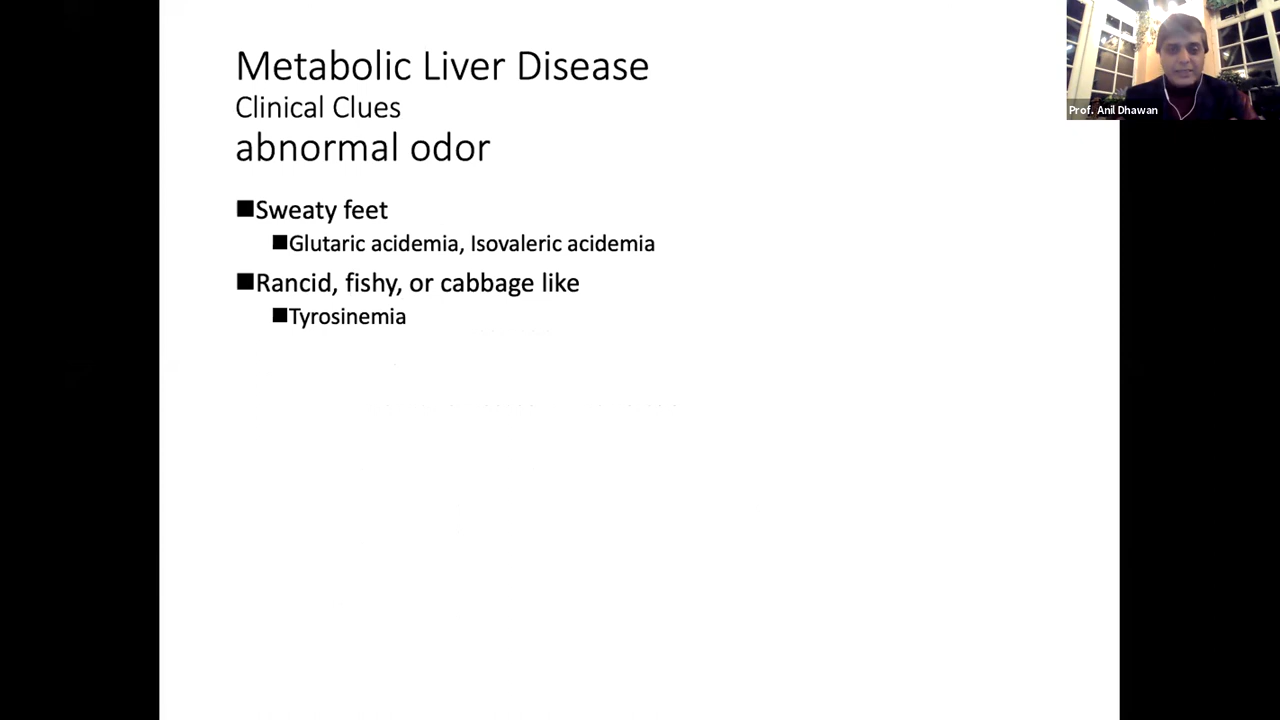 Metabolic Liver Disease
Clinical Clues
abnormal odor
■Sweaty feet
■Glutaric acidemia, Isovaleric acidemia
■Rancid, fishy, or cabbage like
■Tyrosinemia
Prof. Anil Dhawan